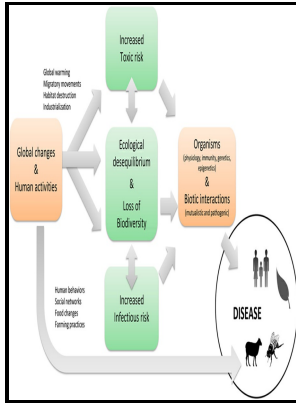 Increased
Toxic risk
Global warming
Migratory movements
Habitat destruction
Industrialization
Global changes
&
Human activities
Ecological
desequilibrium
&
Loss of
Biodiversity
Organisms
(physiology, immunity, genetics,
epigenetics)
&
Biotic interactions
(mutualistic and pathogenic)
Human behaviors
Social networks
Food changes
Farming practices
Increased
Infectious risk
DISEASE